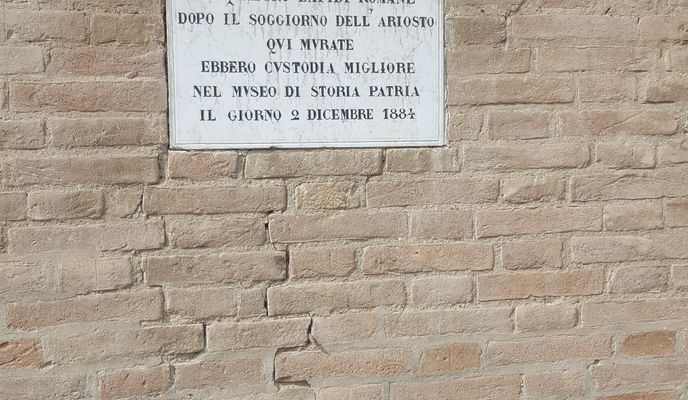 LAPIDI ROMANE
DOPO IL SOGGIORNO DELL'ARIOSTO
QVI MVRATE
EBBERO CVSTODIA MIGLIORE
NEL MVSEO DI STORIA PATRIA
IL GIORNO 2 DICEMBRE 1884